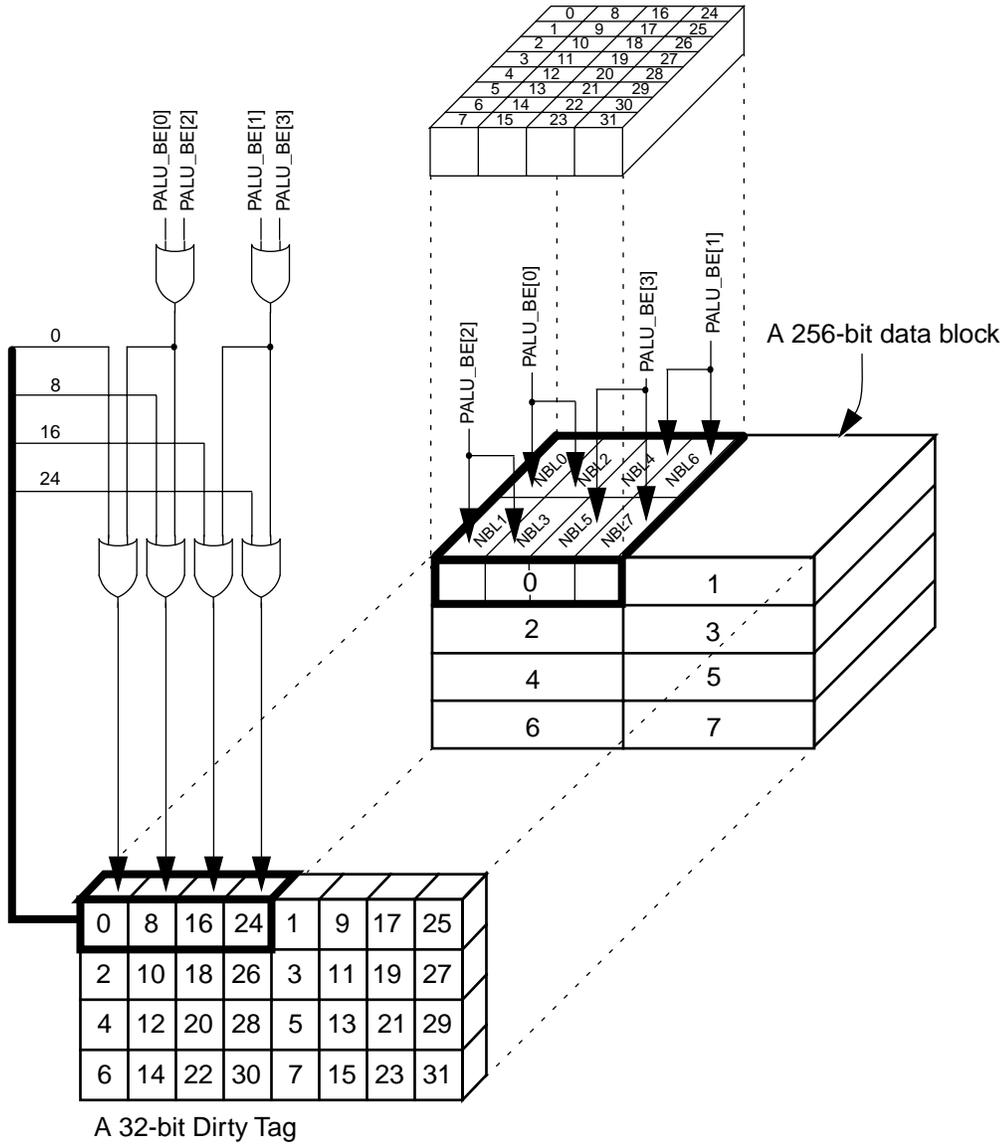 0 8 16 24
1 9 17 25
2 10 18 26
3 11 19 27
4 12 20 28
5 13 21 29
6 14 22 30
7 15 23 31
PALU_BE[0]
PALU_BE[2]
PALU_BE[1]
PALU_BE[3]
PALU_BE[2]
PALU_BE[0]
PALU_BE[3]
PALU_BE[1]
A 256-bit data block
0
8
16
24
NBL0 NBL2 NBL4 NBL6
NBL1 NBL3 NBL5 NBL7
0 1
2 3
4 5
6 7
0 8 16 24 1 9 17 25
2 10 18 26 3 11 19 27
4 12 20 28 5 13 21 29
6 14 22 30 7 15 23 31
A 32-bit Dirty Tag